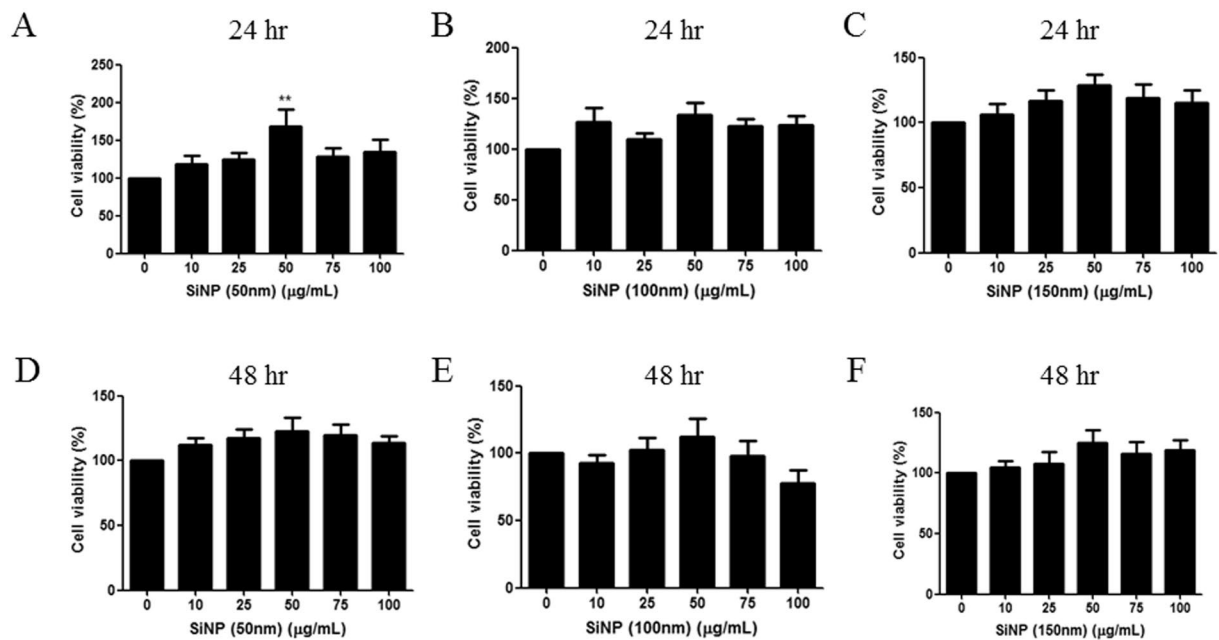 A
24 hr
Cell viability (%)
250
200
150
100
50
0
**
0 10 25 50 75 100
SiNP (50nm) (μg/mL)
B
24 hr
Cell viability (%)
200
150
100
50
0
0 10 25 50 75 100
SiNP (100nm) (μg/mL)
C
24 hr
Cell viability (%)
150
100
50
0
0 10 25 50 75 100
SiNP (150nm) (μg/mL)
D
48 hr
Cell viability (%)
150
100
50
0
0 10 25 50 75 100
SiNP (50nm) (μg/mL)
E
48 hr
Cell viability (%)
150
100
50
0
0 10 25 50 75 100
SiNP (100nm) (μg/mL)
F
48 hr
Cell viability (%)
150
100
50
0
0 10 25 50 75 100
SiNP (150nm) (μg/mL)